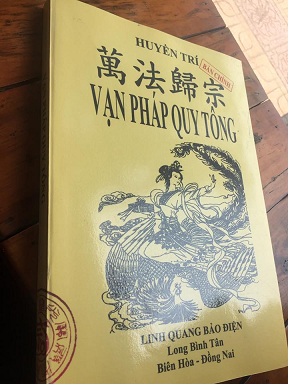 HUYỀN TRÍ
BẢN CHÍNH
萬法歸宗
VẠN PHÁP QUY TÔNG
LINH QUANG BẢO ĐIỆN
Long Bình Tân
Biên Hòa - Đồng Nai